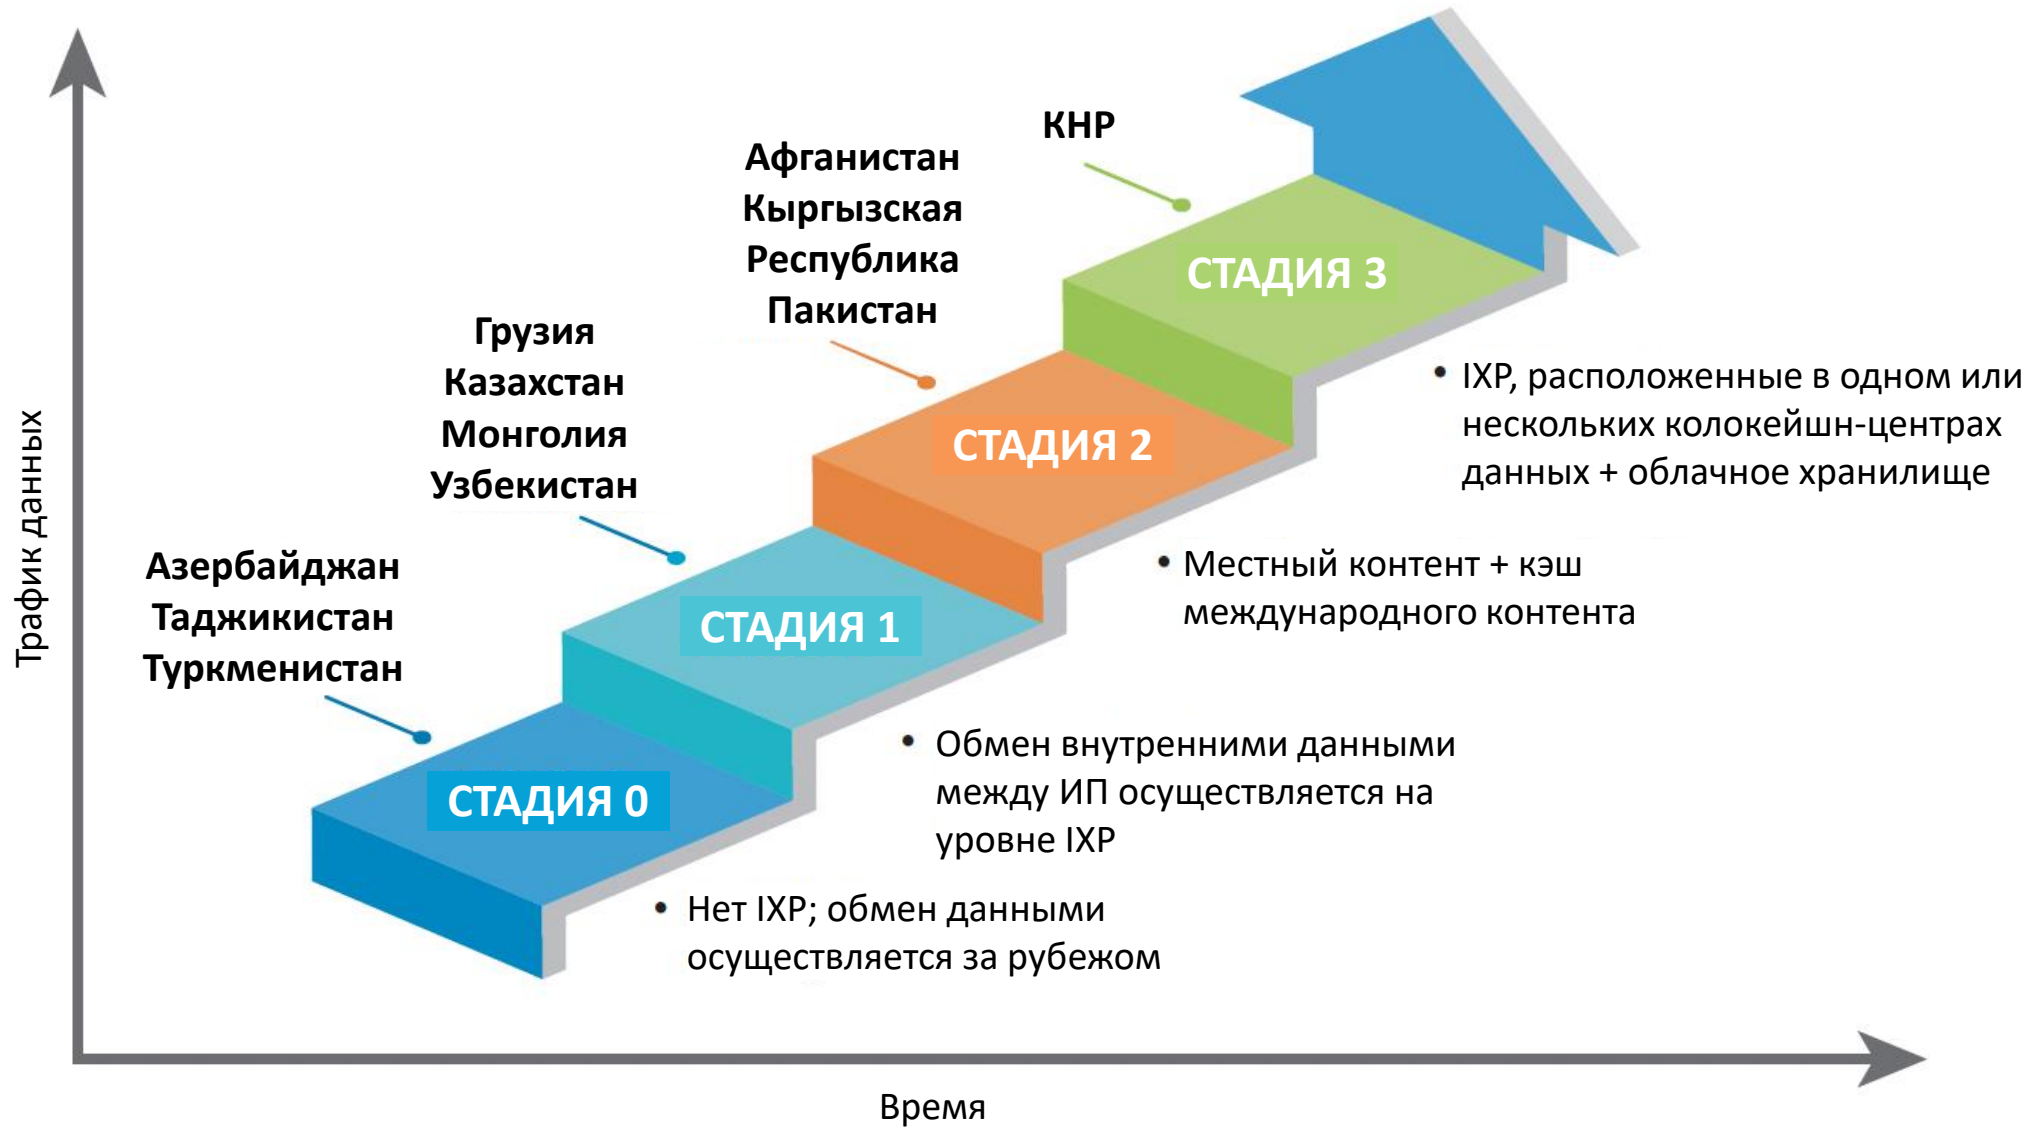 КНР
Афганистан
Кыргызская
Республика
Пакистан
Грузия
Казахстан
Монголия
Узбекистан
Азербайджан
Таджикистан
Туркменистан
СТАДИЯ 3
СТАДИЯ 2
СТАДИЯ 1
СТАДИЯ 0
• IXP, расположенные в одном или
нескольких колокейшн-центрах
данных + облачное хранилище
• Местный контент + кэш
международного контента
• Обмен внутренними данными
между ИП осуществляется на
уровне IXP
• Нет IXP; обмен данными
осуществляется за рубежом
Трафик данных
Время